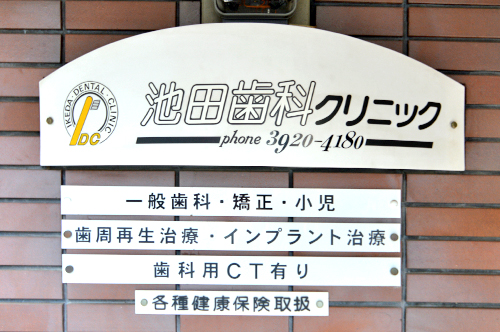 IKEDA・DENTAL・CLINIC
DC
池田歯科クリニック
phone 3920-4180
一般歯科・矯正・小児
歯周再生治療・インプラント治療
歯科用CT有り
各種健康保険取扱